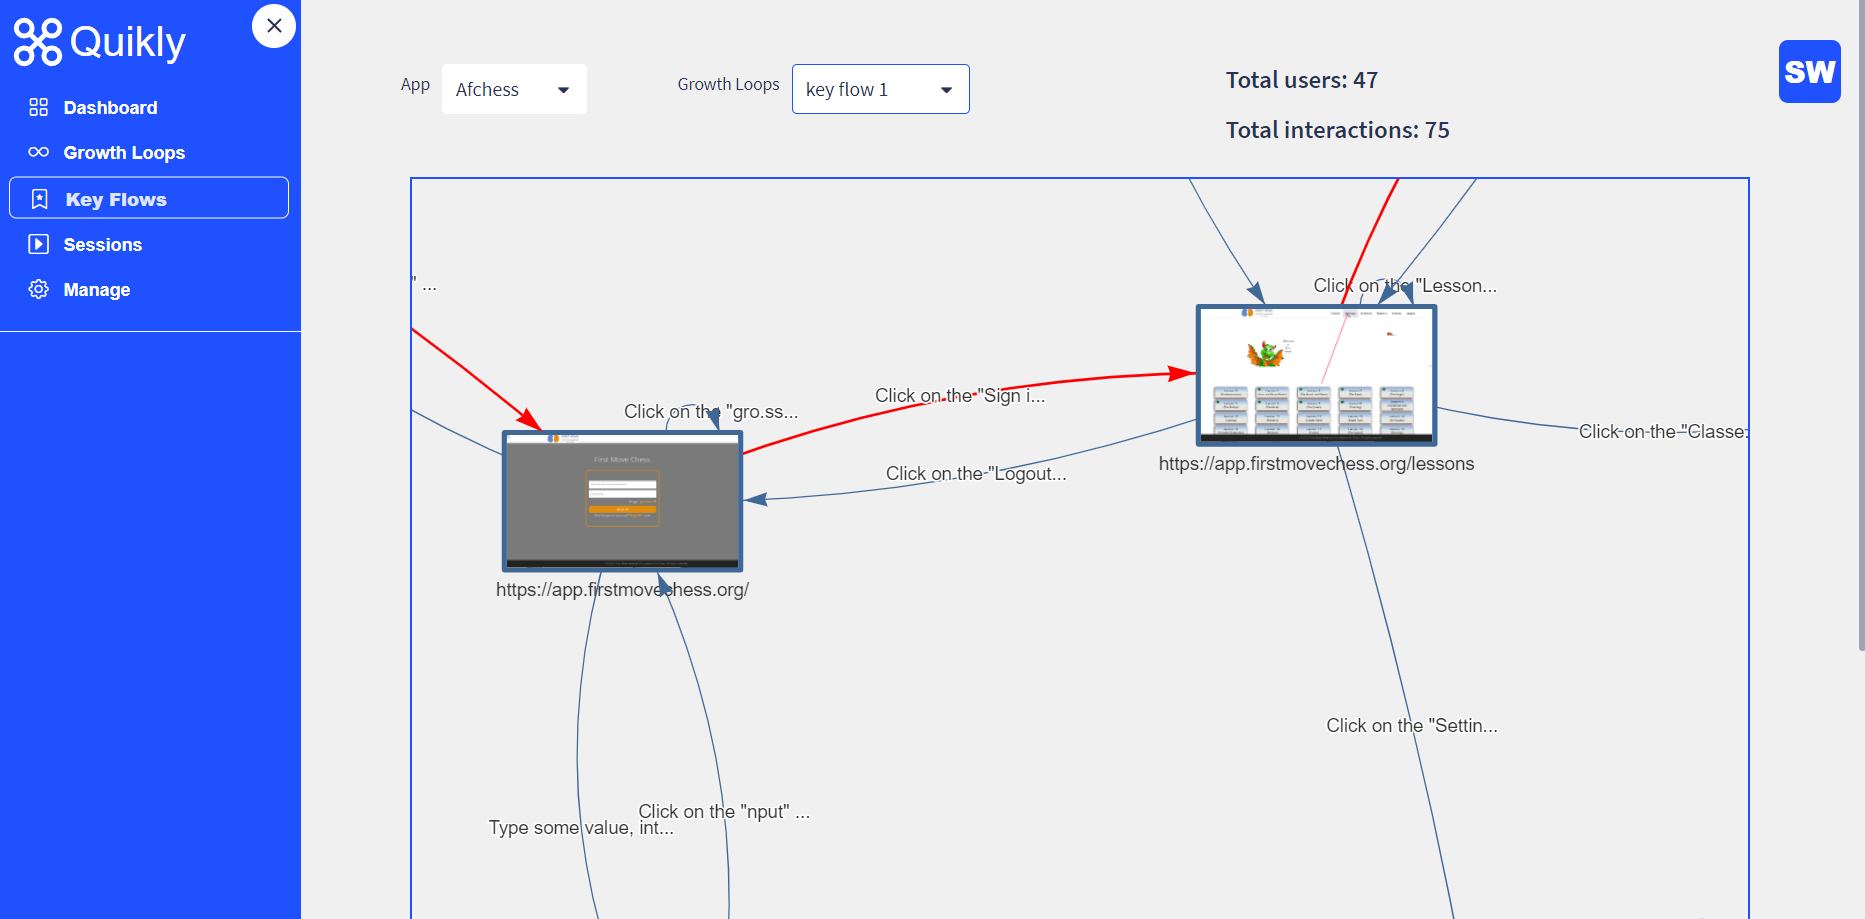 Quikly
Dashboard
Growth Loops
Key Flows
Sessions
Manage
App
Afchess
Growth Loops
key flow 1
Total users: 47
Total interactions: 75
SW
" ...
Click on the "Lesson...
Click on the "Sign i...
Click on the "gro.ss...
Click on the "Classe:
First Move Chess
https://app.firstmovechess.org/lessons
Click on the "Logout...
https://app.firstmovechess.org/
Click on the "Settin...
Click on the "nput" ...
Type some value, int...